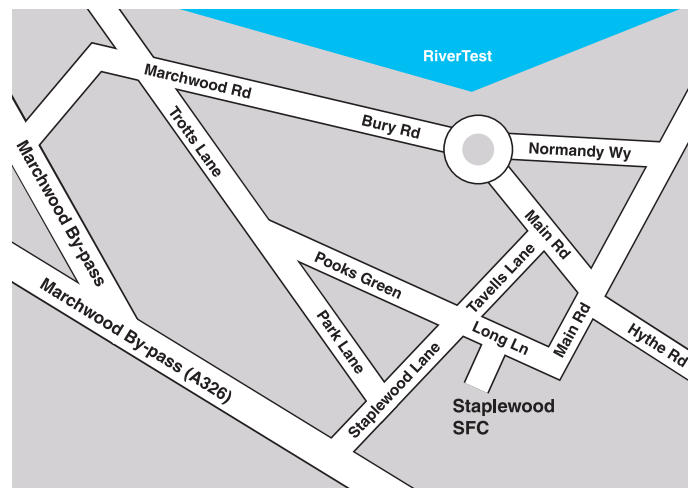 RiverTest
Marchwood Rd
Bury Rd
Normandy Wy
Trotts Lane
Marchwood By-pass
Main Rd
Tavells Lane
Pooks Green
Marchwood By-pass (A326)
Park Lane
Long Ln
Main Rd
Hythe Rd
Staplewood Lane
Staplewood
SFC